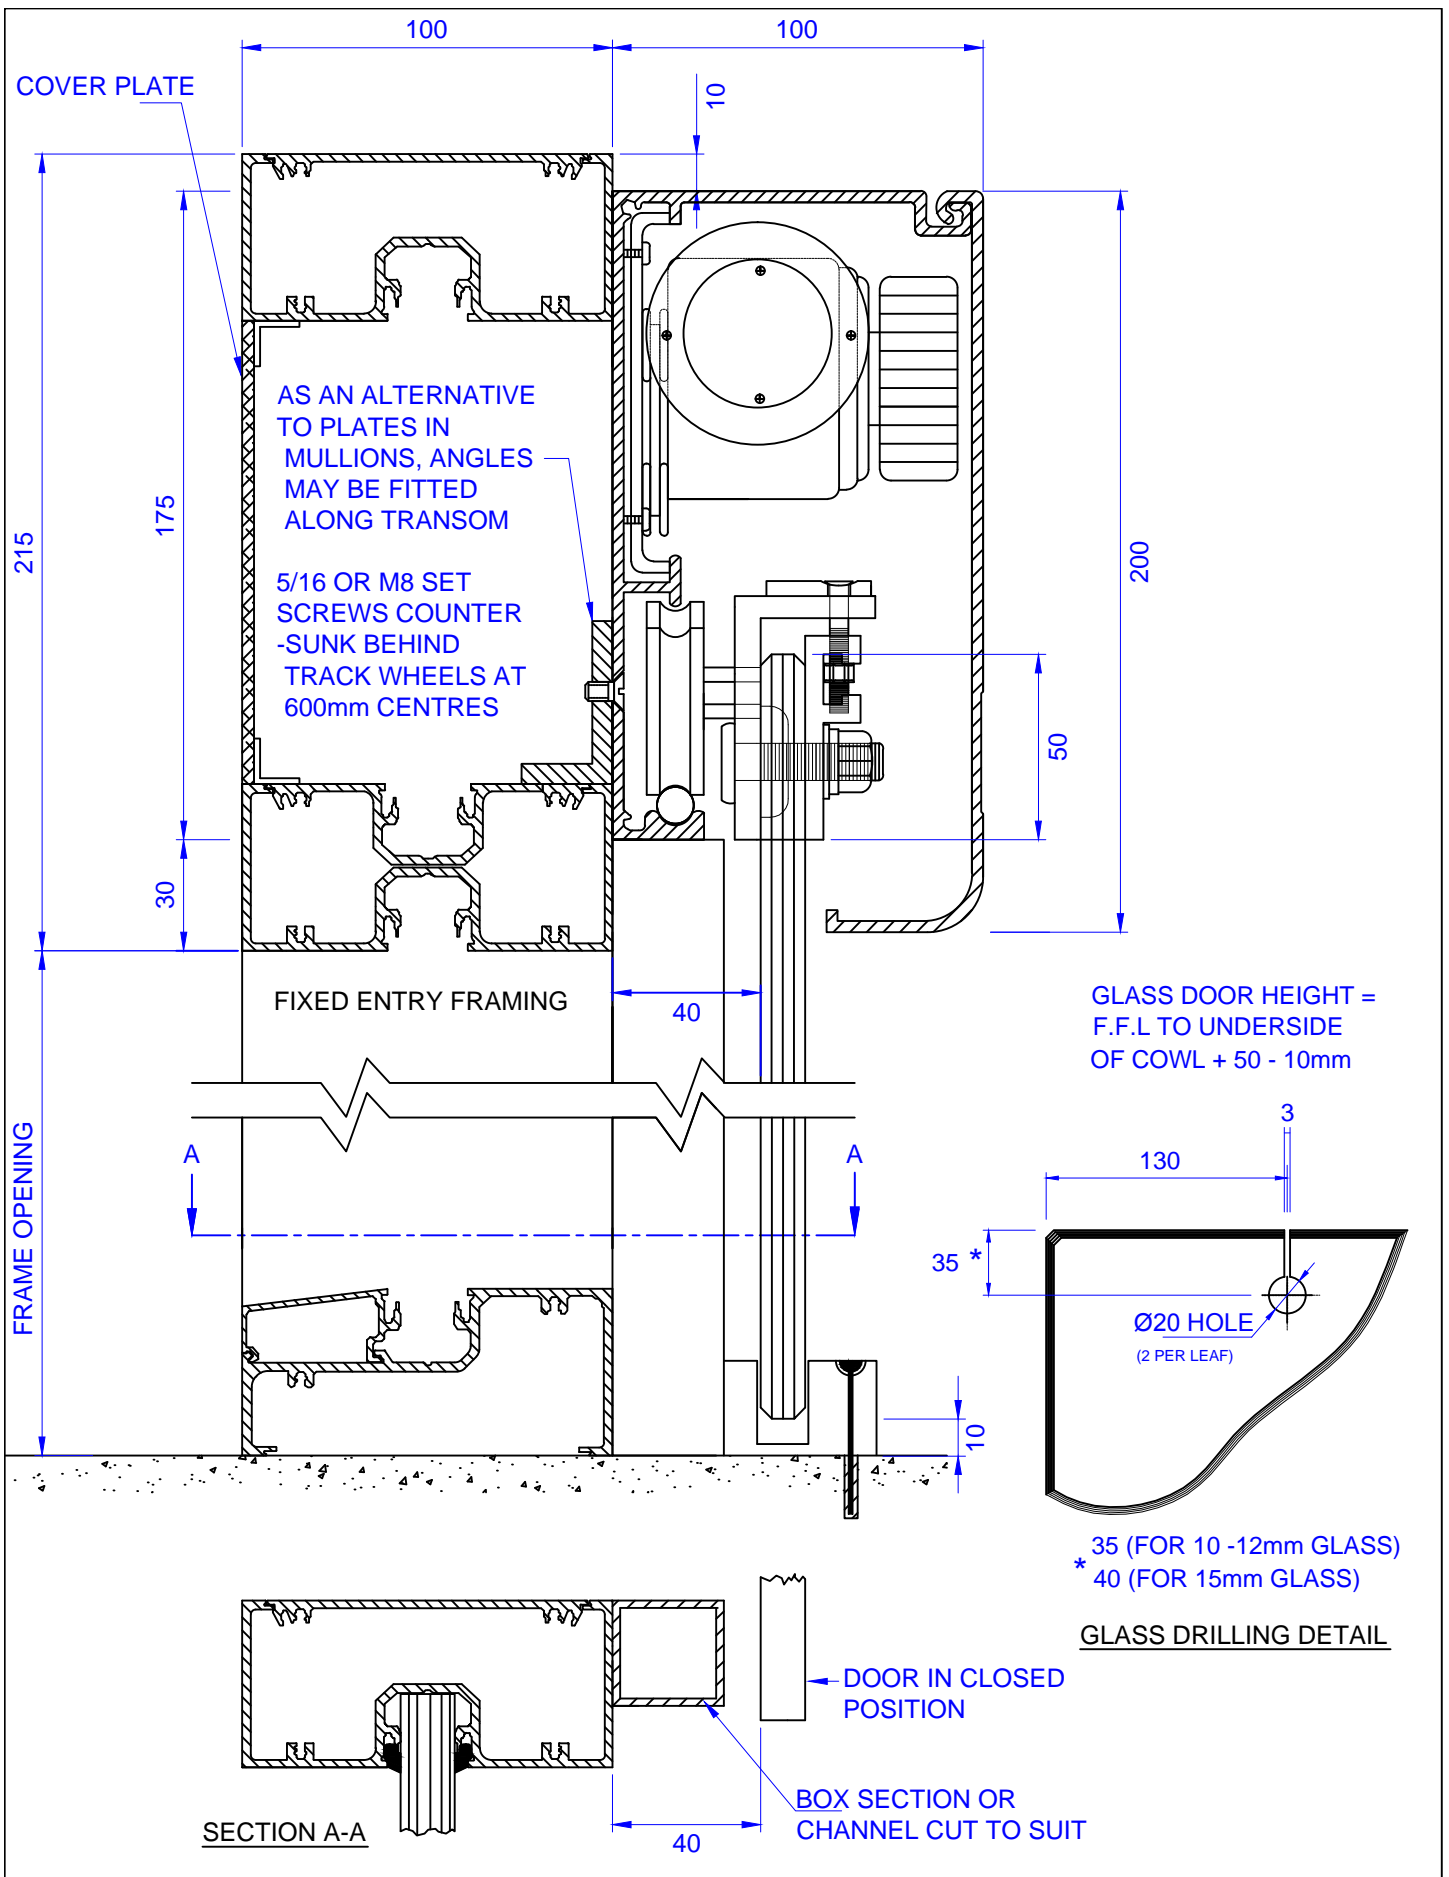 100
100
COVER PLATE
10
AS AN ALTERNATIVE
TO PLATES IN
MULLIONS, ANGLES
MAY BE FITTED
ALONG TRANSOM
5/16 OR M8 SET
SCREWS COUNTER
-SUNK BEHIND
TRACK WHEELS AT
600mm CENTRES
215
175
200
50
30
FIXED ENTRY FRAMING
40
GLASS DOOR HEIGHT =
F.F.L TO UNDERSIDE
OF COWL + 50 - 10mm
FRAME OPENING
A
A
3
130
35 *
Ø20 HOLE
(2 PER LEAF)
10
35 (FOR 10 -12mm GLASS)
* 40 (FOR 15mm GLASS)
GLASS DRILLING DETAIL
DOOR IN CLOSED
POSITION
BOX SECTION OR
CHANNEL CUT TO SUIT
40
SECTION A-A